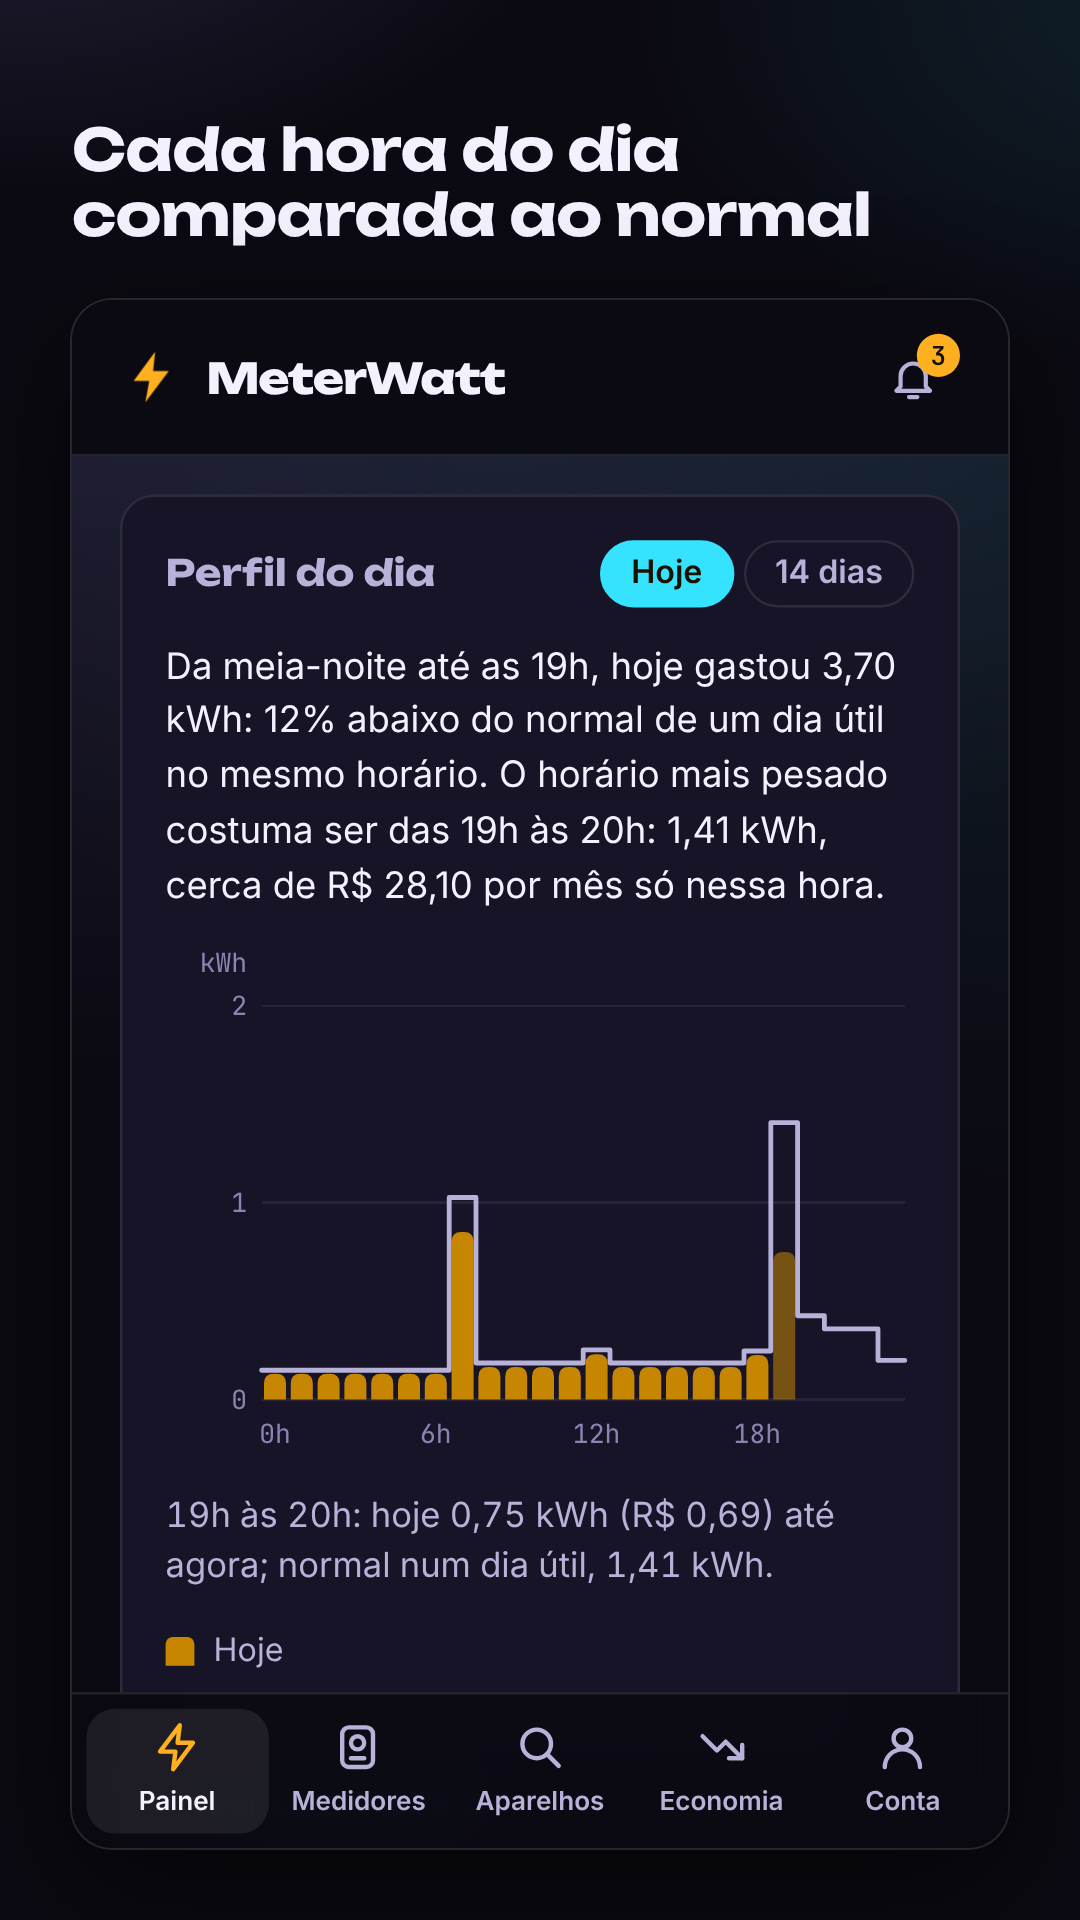 Cada hora do dia
comparada ao normal
MeterWatt
3
Perfil do dia
Hoje
14 dias
Da meia-noite até as 19h, hoje gastou 3,70
kWh: 12% abaixo do normal de um dia útil
no mesmo horário. O horário mais pesado
costuma ser das 19h às 20h: 1,41 kWh,
cerca de R$ 28,10 por mês só nessa hora.
kWh
2
1
0
0h
6h
12h
18h
19h às 20h: hoje 0,75 kWh (R$ 0,69) até
agora; normal num dia útil, 1,41 kWh.
Hoje
Painel
Medidores
Aparelhos
Economia
Conta